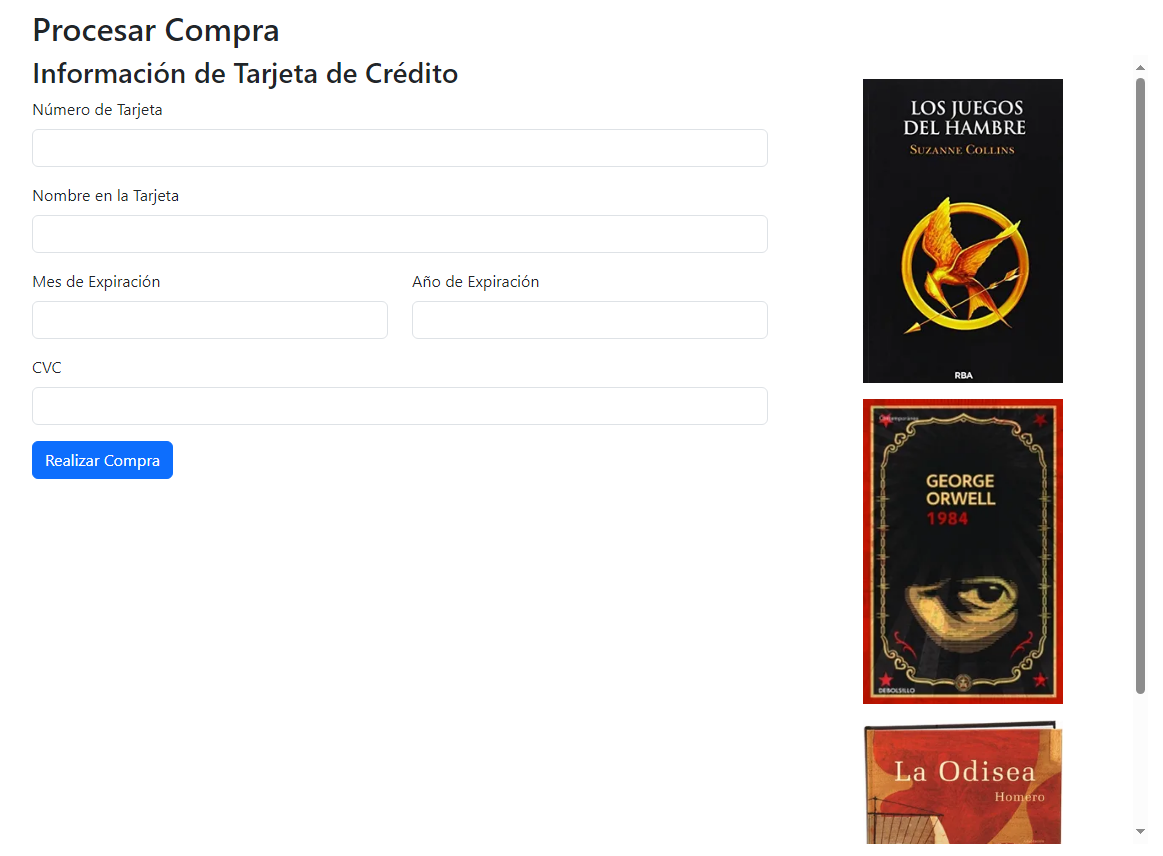 Procesar Compra
Información de Tarjeta de Crédito
Número de Tarjeta
Nombre en la Tarjeta
Mes de Expiración
Año de Expiración
CVC
Realizar Compra
LOS JUEGOS
DEL HAMBRE
SUZANNE COLLINS
RBA
Contemporánea
GEORGE
ORWELL
1984
DEBOLSILLO
La Odisea
Homero